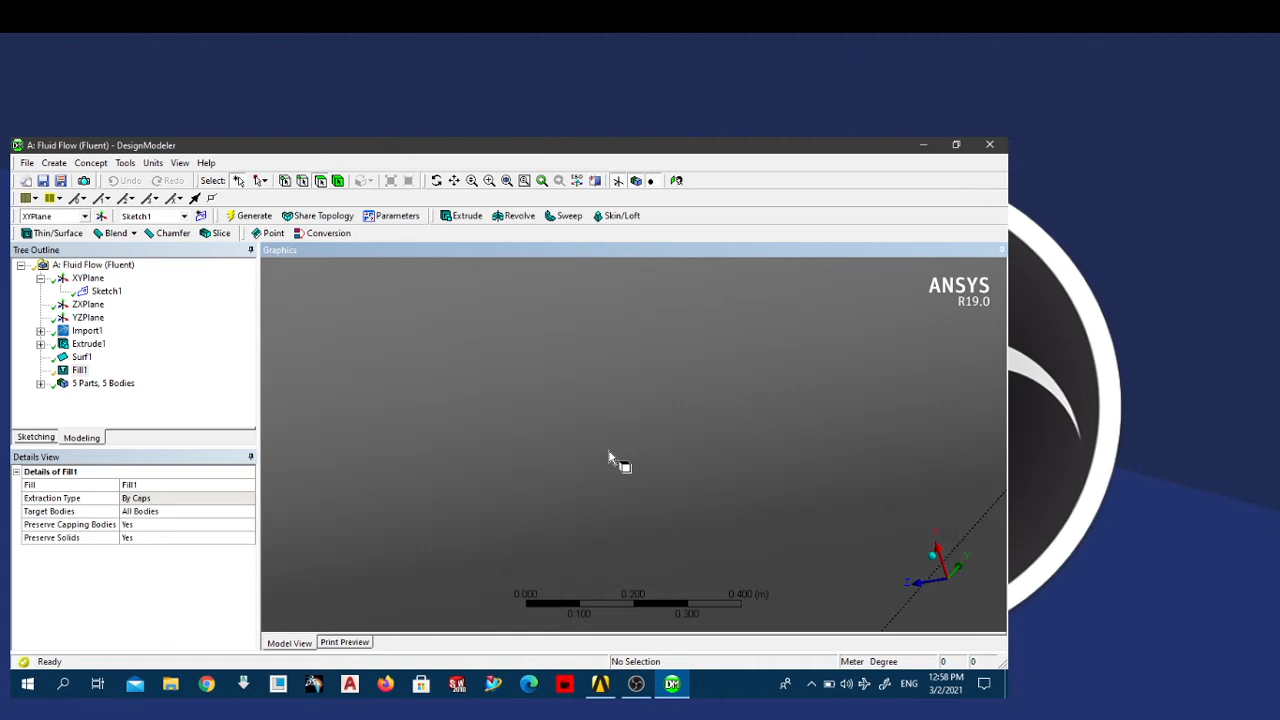 A: Fluid Flow (Fluent) - DesignModeler
File Create Concept Tools Units View Help
Undo Redo Select:
XYPlane Sketch1 Generate Share Topology Parameters Extrude Revolve Sweep Skin/Loft
Thin/Surface Blend Chamfer Slice Point Conversion
Tree Outline
Graphics
A: Fluid Flow (Fluent)
XYPlane
Sketch1
ZXPlane
YZPlane
Import1
Extrude1
Surf1
Fill1
5 Parts, 5 Bodies
Sketching Modeling
Details View
Details of Fill1
Fill Fill1
Extraction Type By Caps
Target Bodies All Bodies
Preserve Capping Bodies Yes
Preserve Solids Yes
ANSYS
R19.0
Z
Y
0.000 0.200 0.400 (m)
0.100 0.300
Model View Print Preview
Ready No Selection Meter Degree 0 0
ENG
12:58 PM
3/2/2021